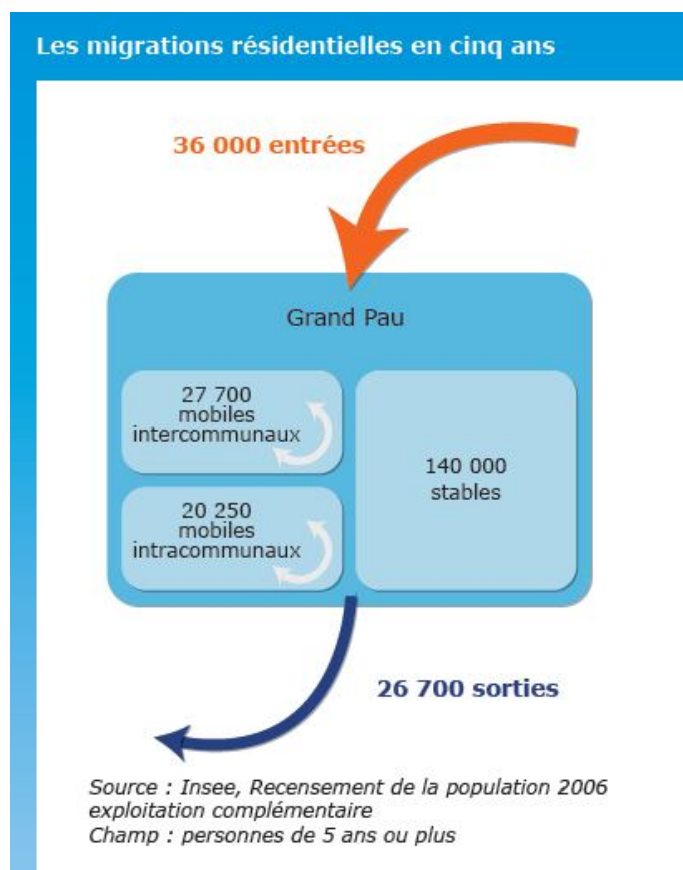 Les migrations résidentielles en cinq ans
36 000 entrées
Grand Pau
27 700
mobiles
intercommunaux
140 000
stables
20 250
mobiles
intracommunaux
26 700 sorties
Source : Insee, Recensement de la population 2006
exploitation complémentaire
Champ : personnes de 5 ans ou plus